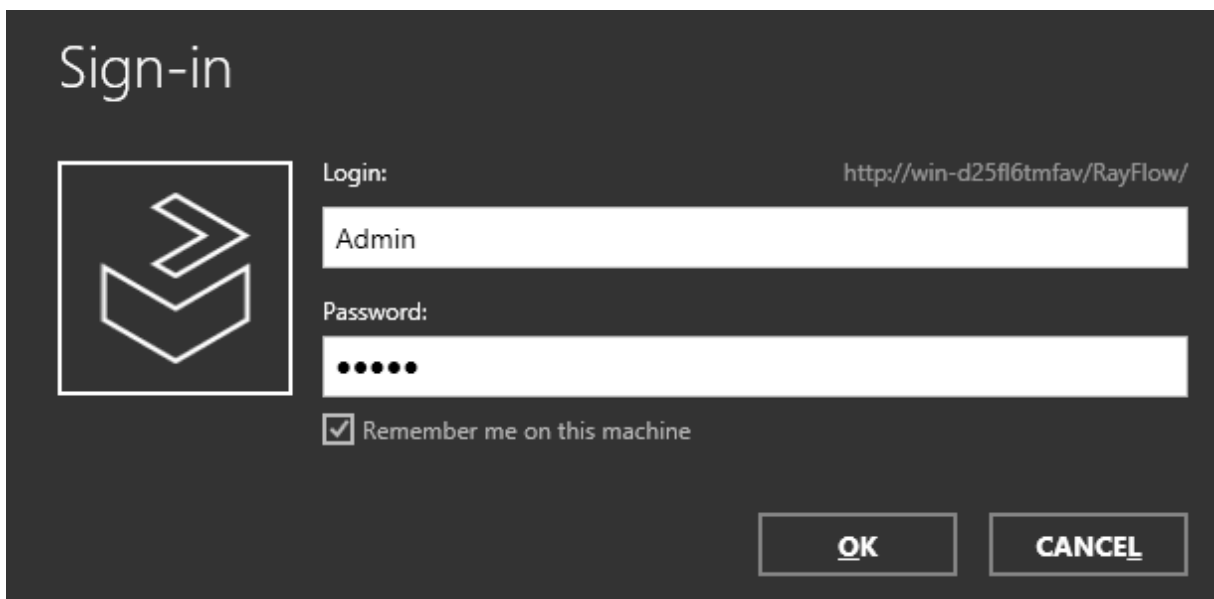 Sign-in
Login: http://win-d25fl6tmfav/RayFlow/
Admin
Password:
•••••
Remember me on this machine
OK CANCEL